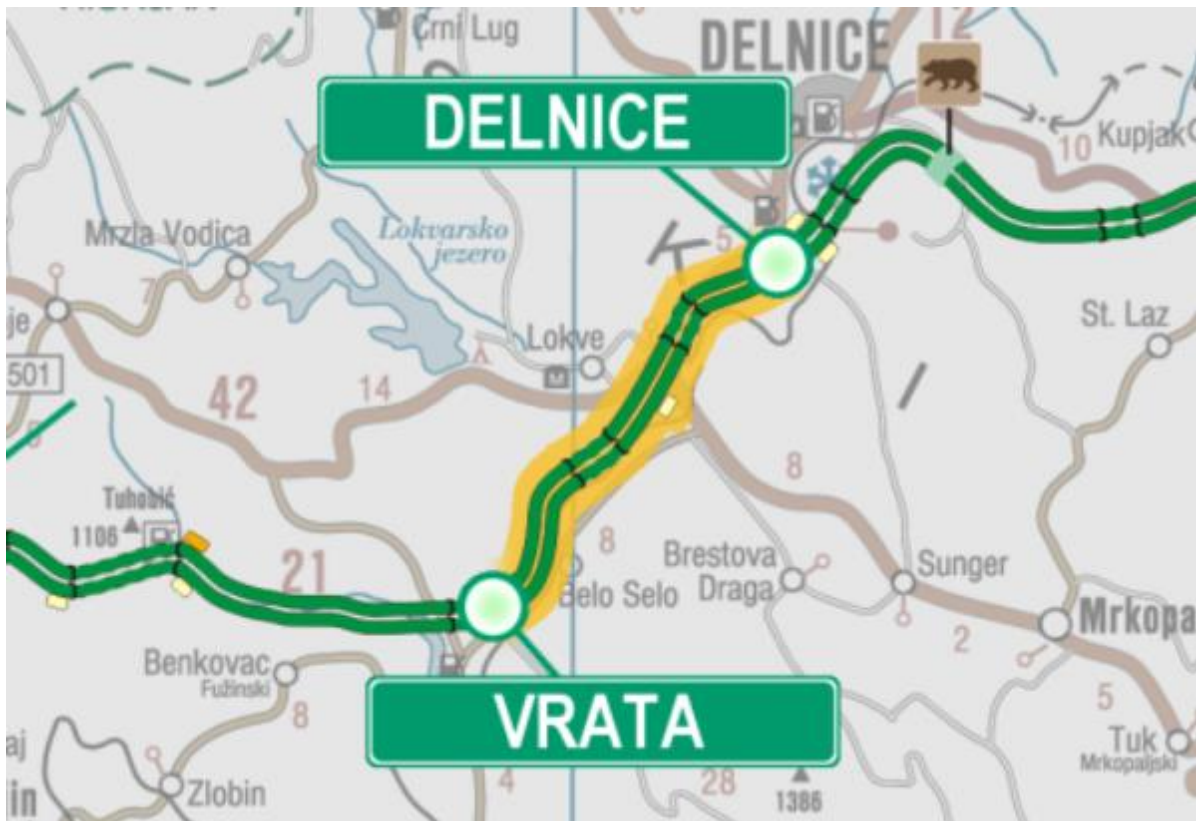 Crni Lug
12
DELNICE
DELNICE
10
Kupjak
Mrzla Vodica
Lokvarsko
jezero
5
K
7
St. Laz
je
Lokve
501
42
14
I
8
Tuhobić
1106
21
8
Brestova
Draga
Sunger
Belo Selo
Mrkopa
2
Benkovac
Fužinski
8
VRATA
5
Tuk
Mrkopaljski
aj
in
Zlobin
4
28
1386